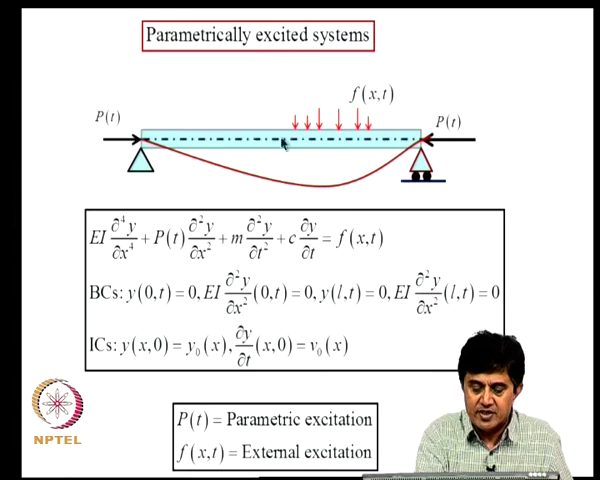 Parametrically excited systems
f(x,t)
P(t)
P(t)
EI ∂⁴y/∂x⁴ + P(t) ∂²y/∂x² + m ∂²y/∂t² + c ∂y/∂t = f(x,t)
BCs: y(0,t) = 0, EI ∂²y/∂x² (0,t) = 0, y(l,t) = 0, EI ∂²y/∂x² (l,t) = 0
ICs: y(x,0) = y₀(x), ∂y/∂t (x,0) = v₀(x)
P(t) = Parametric excitation
f(x,t) = External excitation
NPTEL